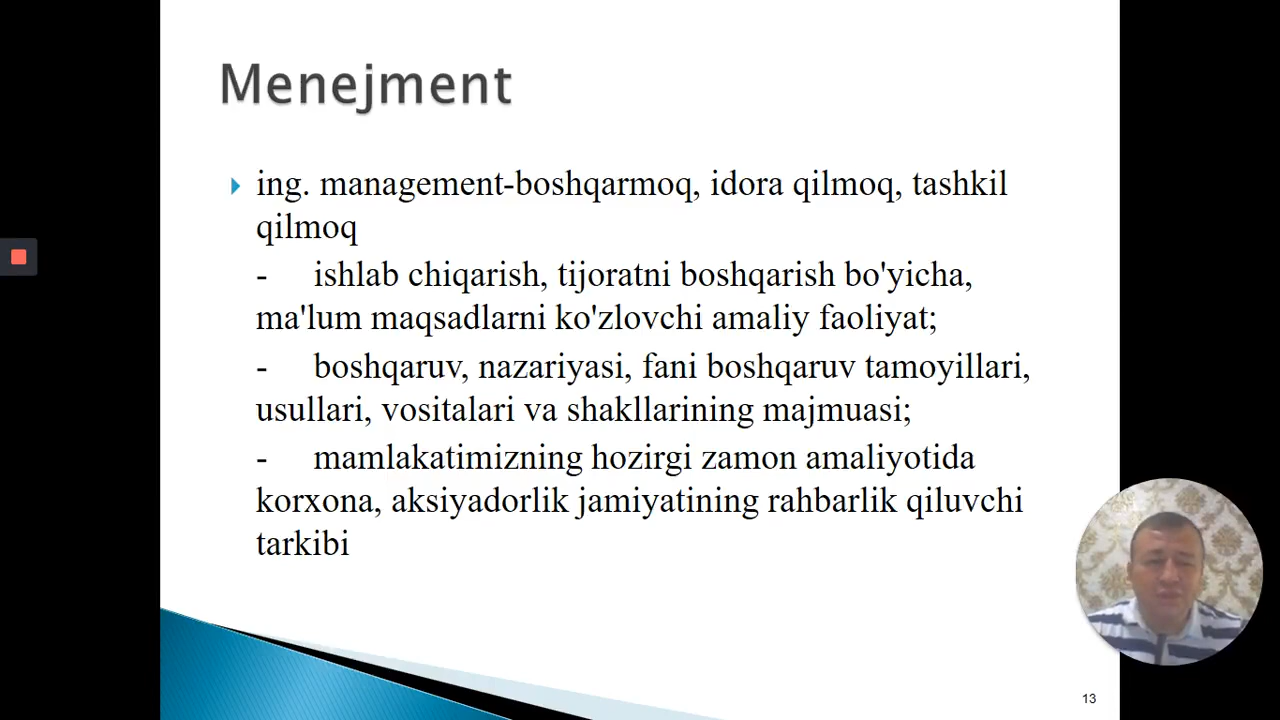 Menejment
ing. management-boshqarmoq, idora qilmoq, tashkil
qilmoq
- ishlab chiqarish, tijoratni boshqarish bo'yicha,
ma'lum maqsadlarni ko'zlovchi amaliy faoliyat;
- boshqaruv, nazariyasi, fani boshqaruv tamoyillari,
usullari, vositalari va shakllarining majmuasi;
- mamlakatimizning hozirgi zamon amaliyotida
korxona, aksiyadorlik jamiyatining rahbarlik qiluvchi
tarkibi
13